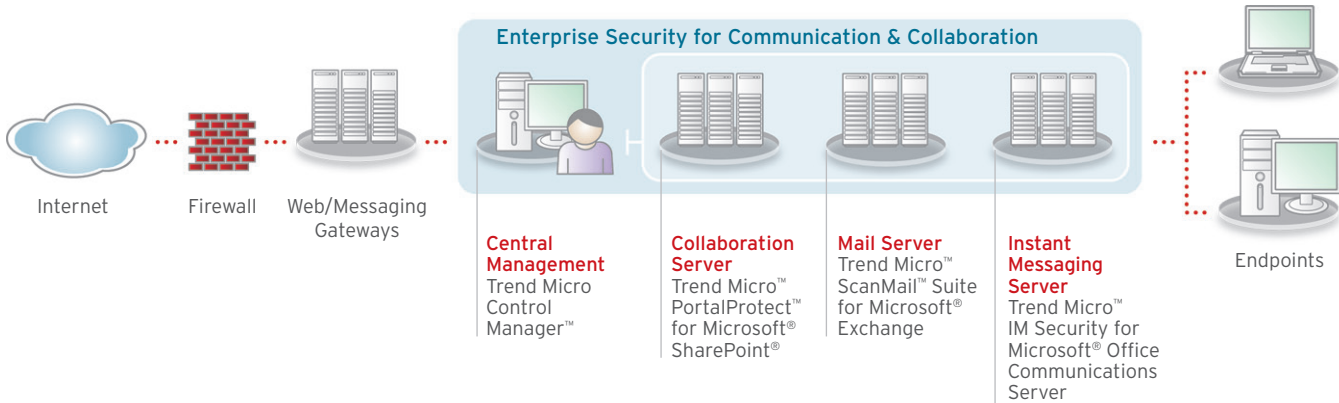 Enterprise Security for Communication & Collaboration
Internet
Firewall
Web/Messaging
Gateways
Central
Management
Trend Micro
Control
Manager™
Collaboration
Server
Trend Micro™
PortalProtect™
for Microsoft®
SharePoint®
Mail Server
Trend Micro™
ScanMail™ Suite
for Microsoft®
Exchange
Instant
Messaging
Server
Trend Micro™
IM Security for
Microsoft® Office
Communications
Server
Endpoints